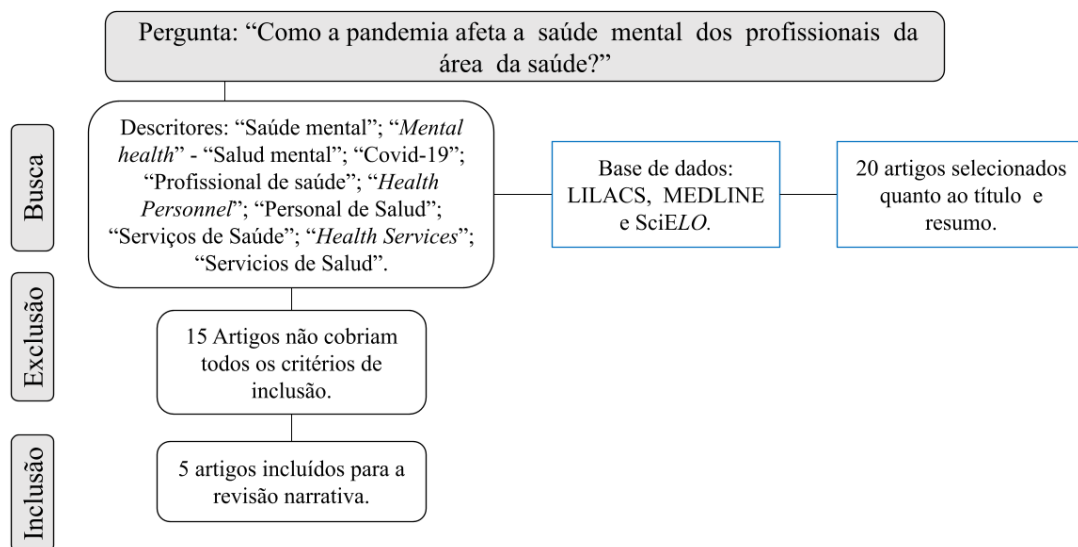 Pergunta: “Como a pandemia afeta a saúde mental dos profissionais da
área da saúde?”
Busca
Descritores: “Saúde mental”; “Mental
health” - “Salud mental”; “Covid-19”;
“Profissional de saúde”; “Health
Personnel”; “Personal de Salud”;
“Serviços de Saúde”; “Health Services”;
“Servicios de Salud”.
Base de dados:
LILACS, MEDLINE
e SciELO.
20 artigos selecionados
quanto ao título e
resumo.
Exclusão
15 Artigos não cobriam
todos os critérios de
inclusão.
Inclusão
5 artigos incluídos para a
revisão narrativa.